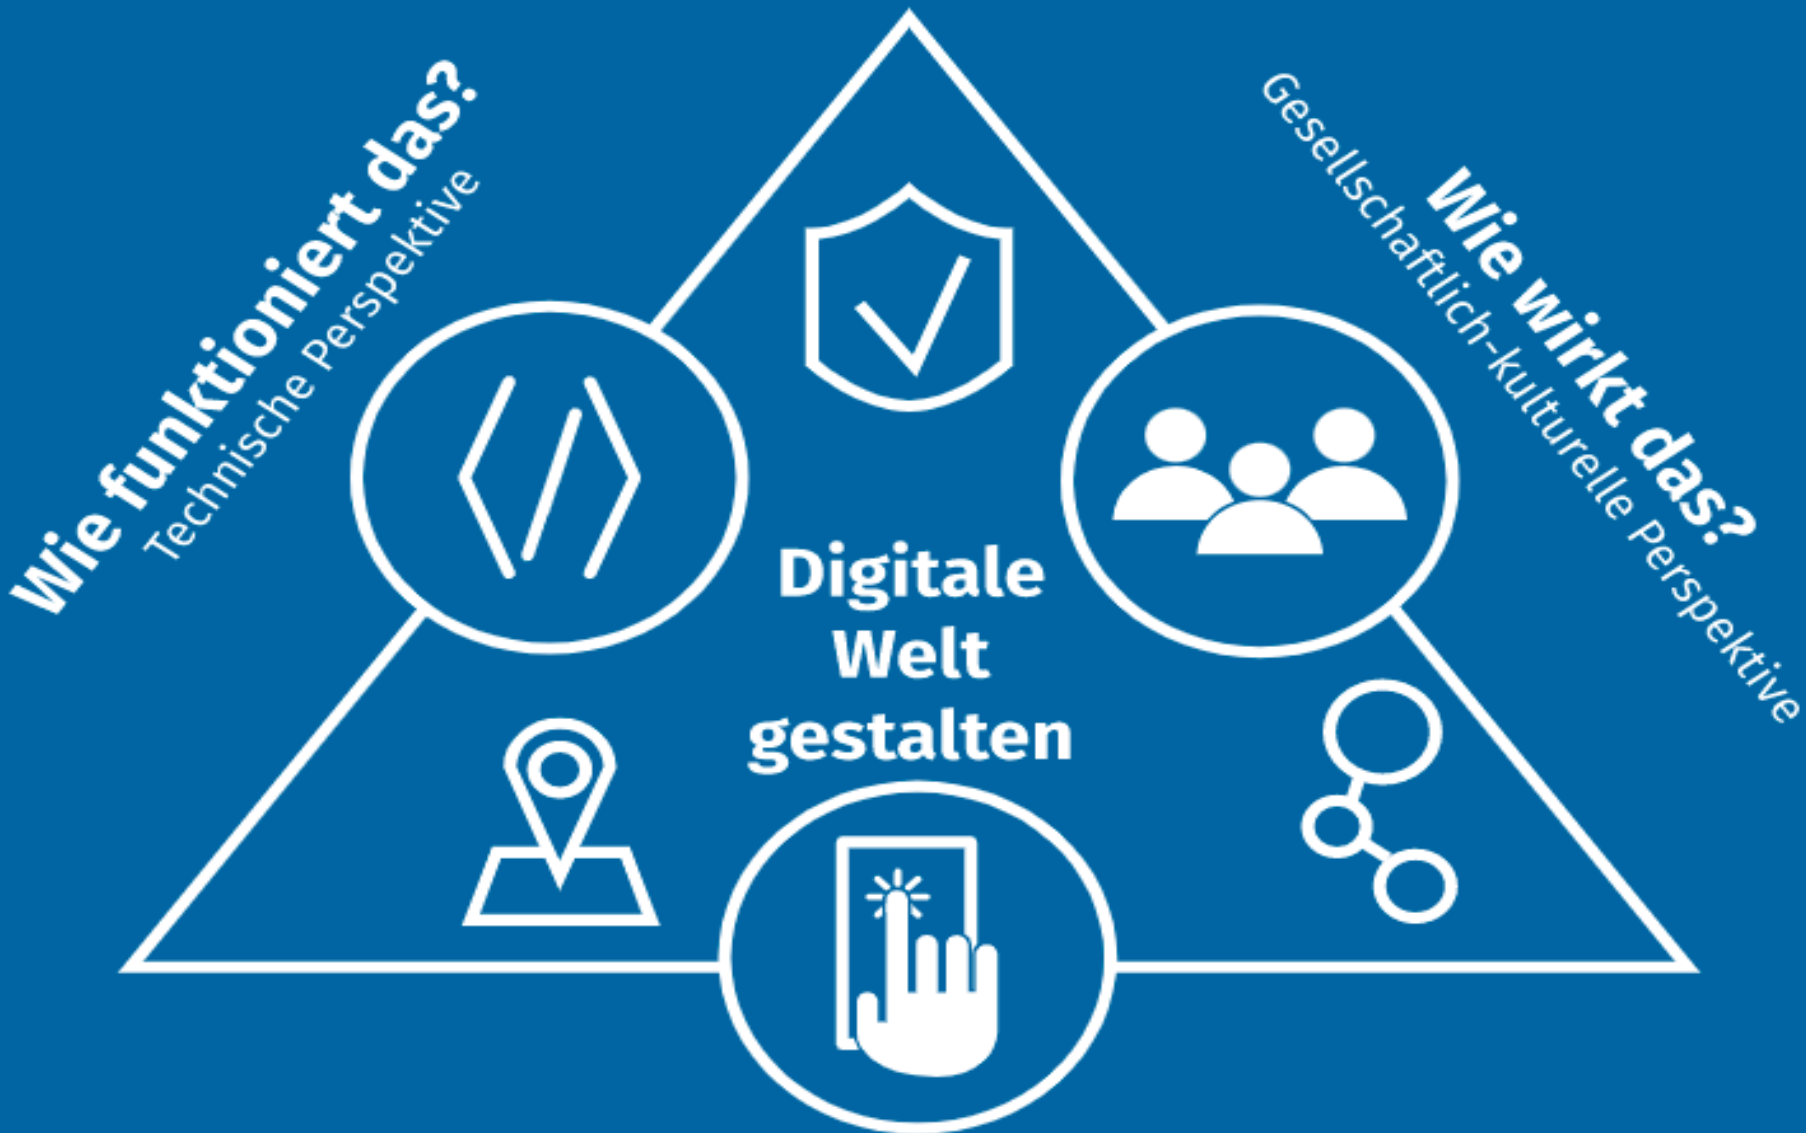 Wie funktioniert das?
Technische Perspektive
Wie wirkt das?
Gesellschaftlich-kulturelle Perspektive
Digitale
Welt
gestalten